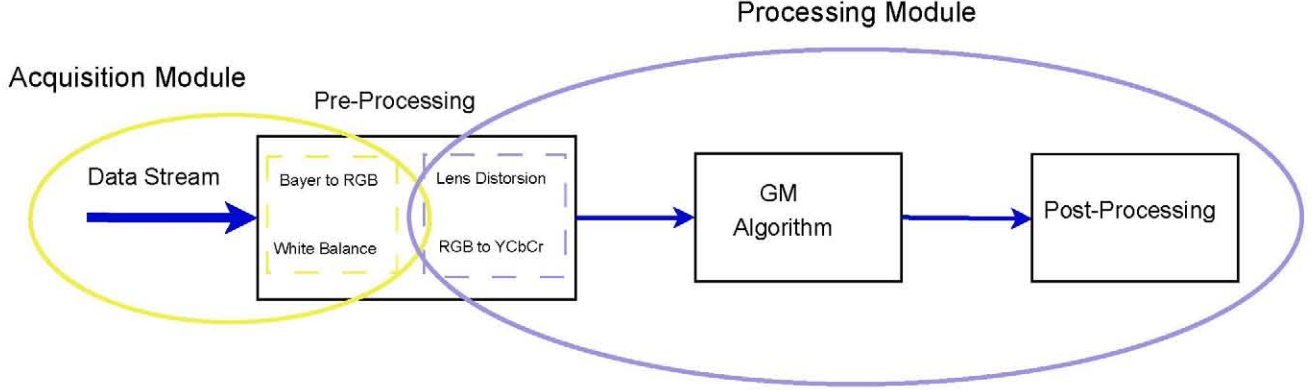 Processing Module
Acquisition Module
Pre-Processing
Data Stream
Bayer to RGB
Lens Distorsion
White Balance
RGB to YCbCr
GM
Algorithm
Post-Processing